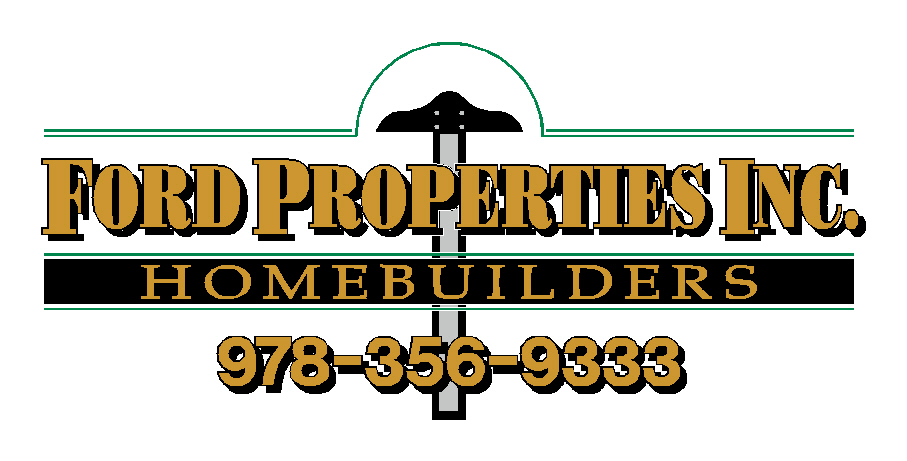 FORD PROPERTIES INC.
HOMEBUILDERS
978-356-9333